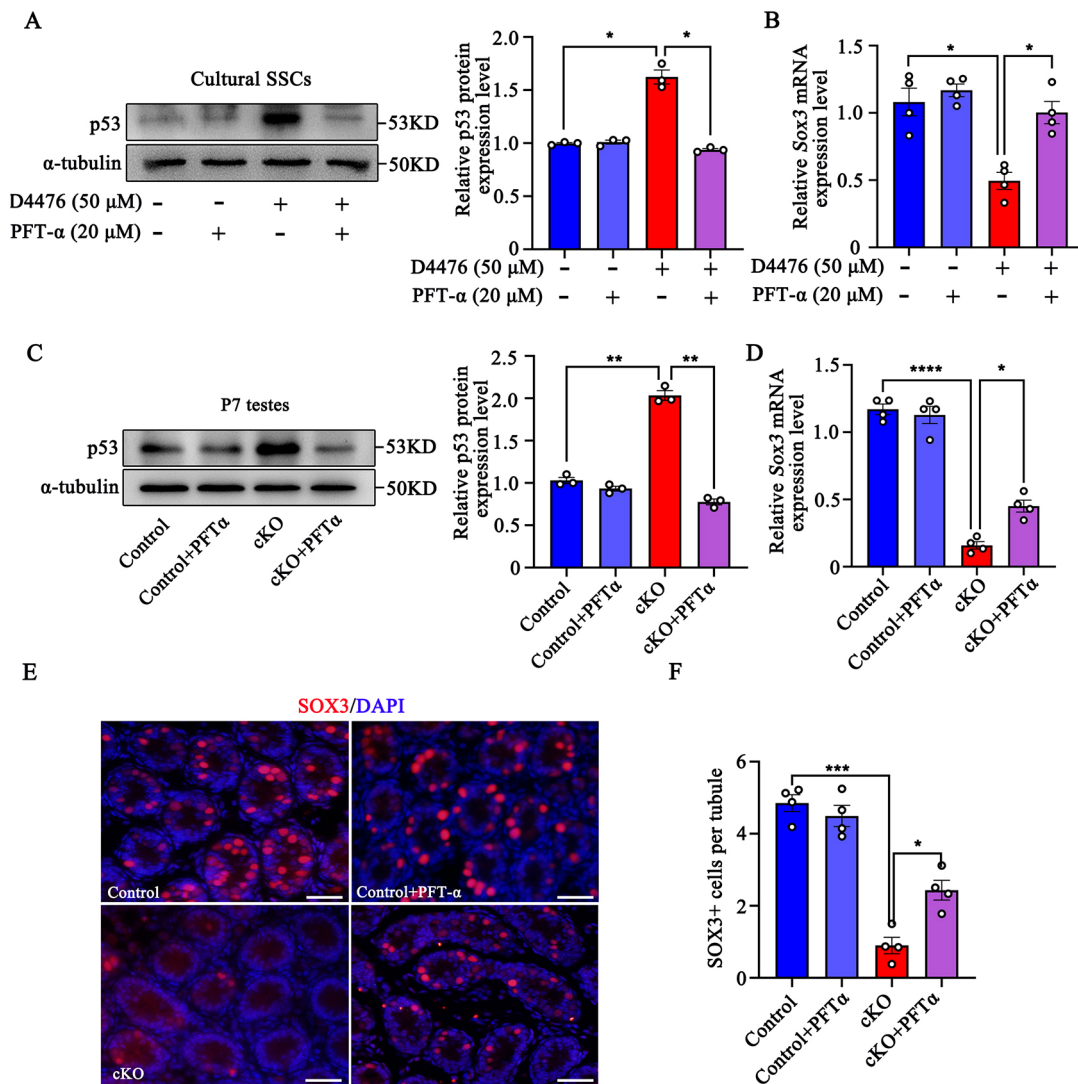 A
Cultural SSCs
p53
53KD
α-tubulin
50KD
D4476 (50 μM) - - + +
PFT-α (20 μM) - + - +
Relative p53 protein
expression level
2.0
1.5
1.0
0.5
0
* *
D4476 (50 μM) - - + +
PFT-α (20 μM) - + - +
B
Relative Sox3 mRNA
expression level
1.5
1.0
0.5
0
* *
D4476 (50 μM) - - + +
PFT-α (20 μM) - + - +
C
P7 testes
p53
53KD
α-tubulin
50KD
Control
Control+PFTα
cKO
cKO+PFTα
Relative p53 protein
expression level
2.5
2.0
1.5
1.0
0.5
0
** **
Control
Control+PFTα
cKO
cKO+PFTα
D
Relative Sox3 mRNA
expression level
1.5
1.0
0.5
0
**** *
Control
Control+PFTα
cKO
cKO+PFTα
E
SOX3/DAPI
Control
Control+PFT-α
cKO
F
SOX3+ cells per tubule
6
4
2
0
***
*
Control
Control+PFTα
cKO
cKO+PFTα